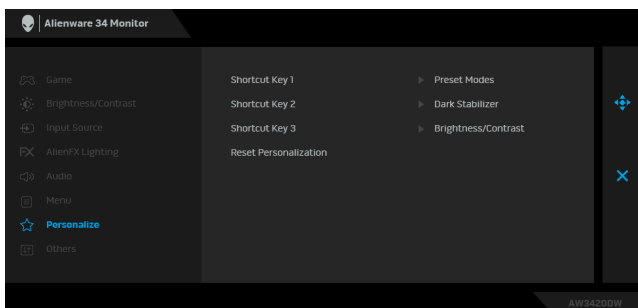 Alienware 34 Monitor
Game
Brightness/Contrast
Input Source
AlienFX Lighting
Audio
Menu
Personalize
Others
Shortcut Key 1 Preset Modes
Shortcut Key 2 Dark Stabilizer
Shortcut Key 3 Brightness/Contrast
Reset Personalization
AW3420DW